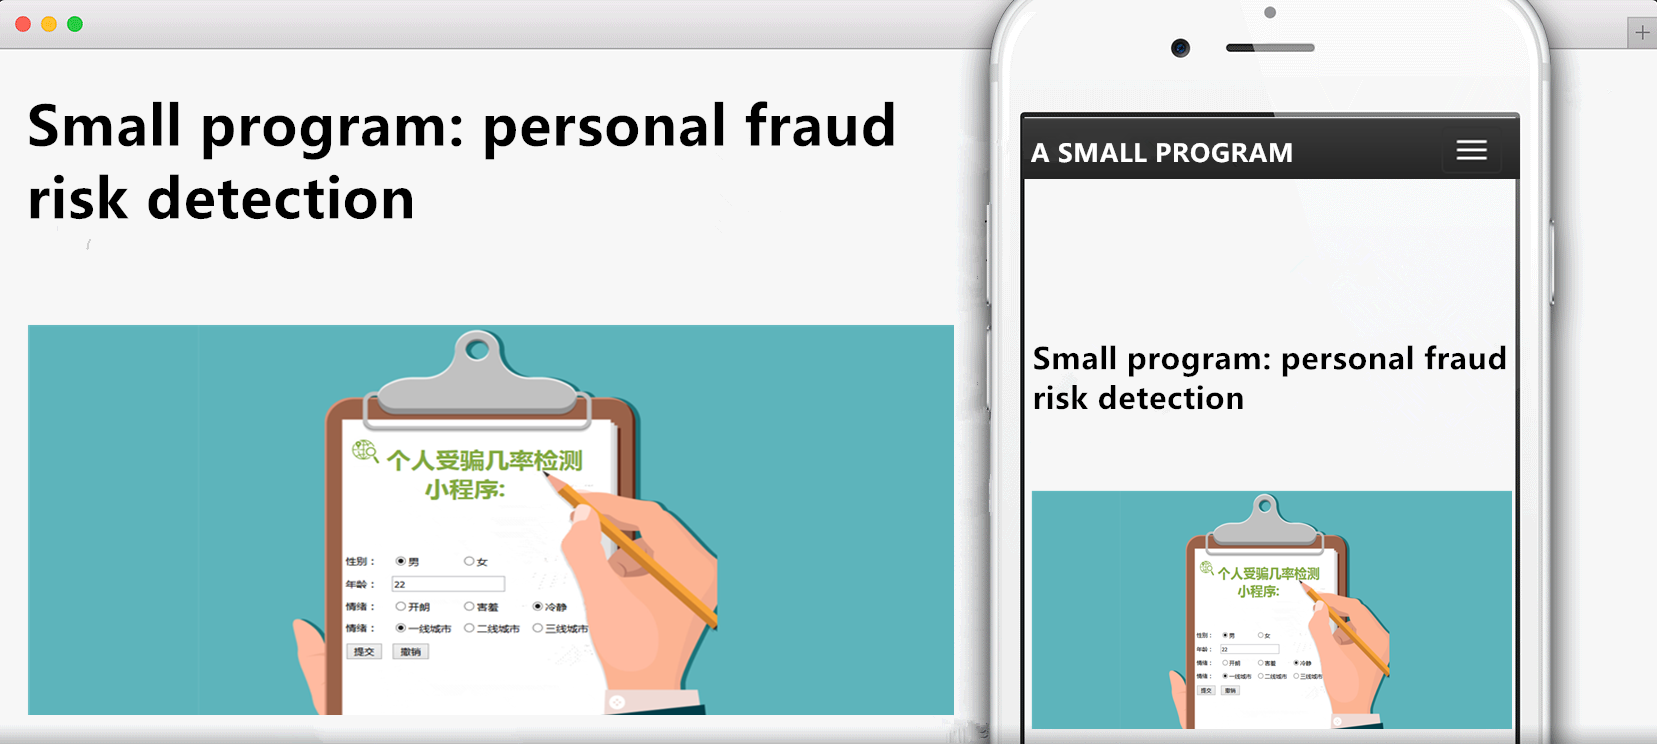 Small program: personal fraud
risk detection
个人受骗几率检测
小程序:
性别： 男 女
年龄： 22
情绪： 开朗 害羞 冷静
情绪： 一线城市 二线城市 三线城市
提交 撤销
A SMALL PROGRAM
Small program: personal fraud
risk detection
个人受骗几率检测
小程序:
性别： 男 女
年龄： 22
情绪： 开朗 害羞 冷静
情绪： 一线城市 二线城市 三线城市
提交 撤销